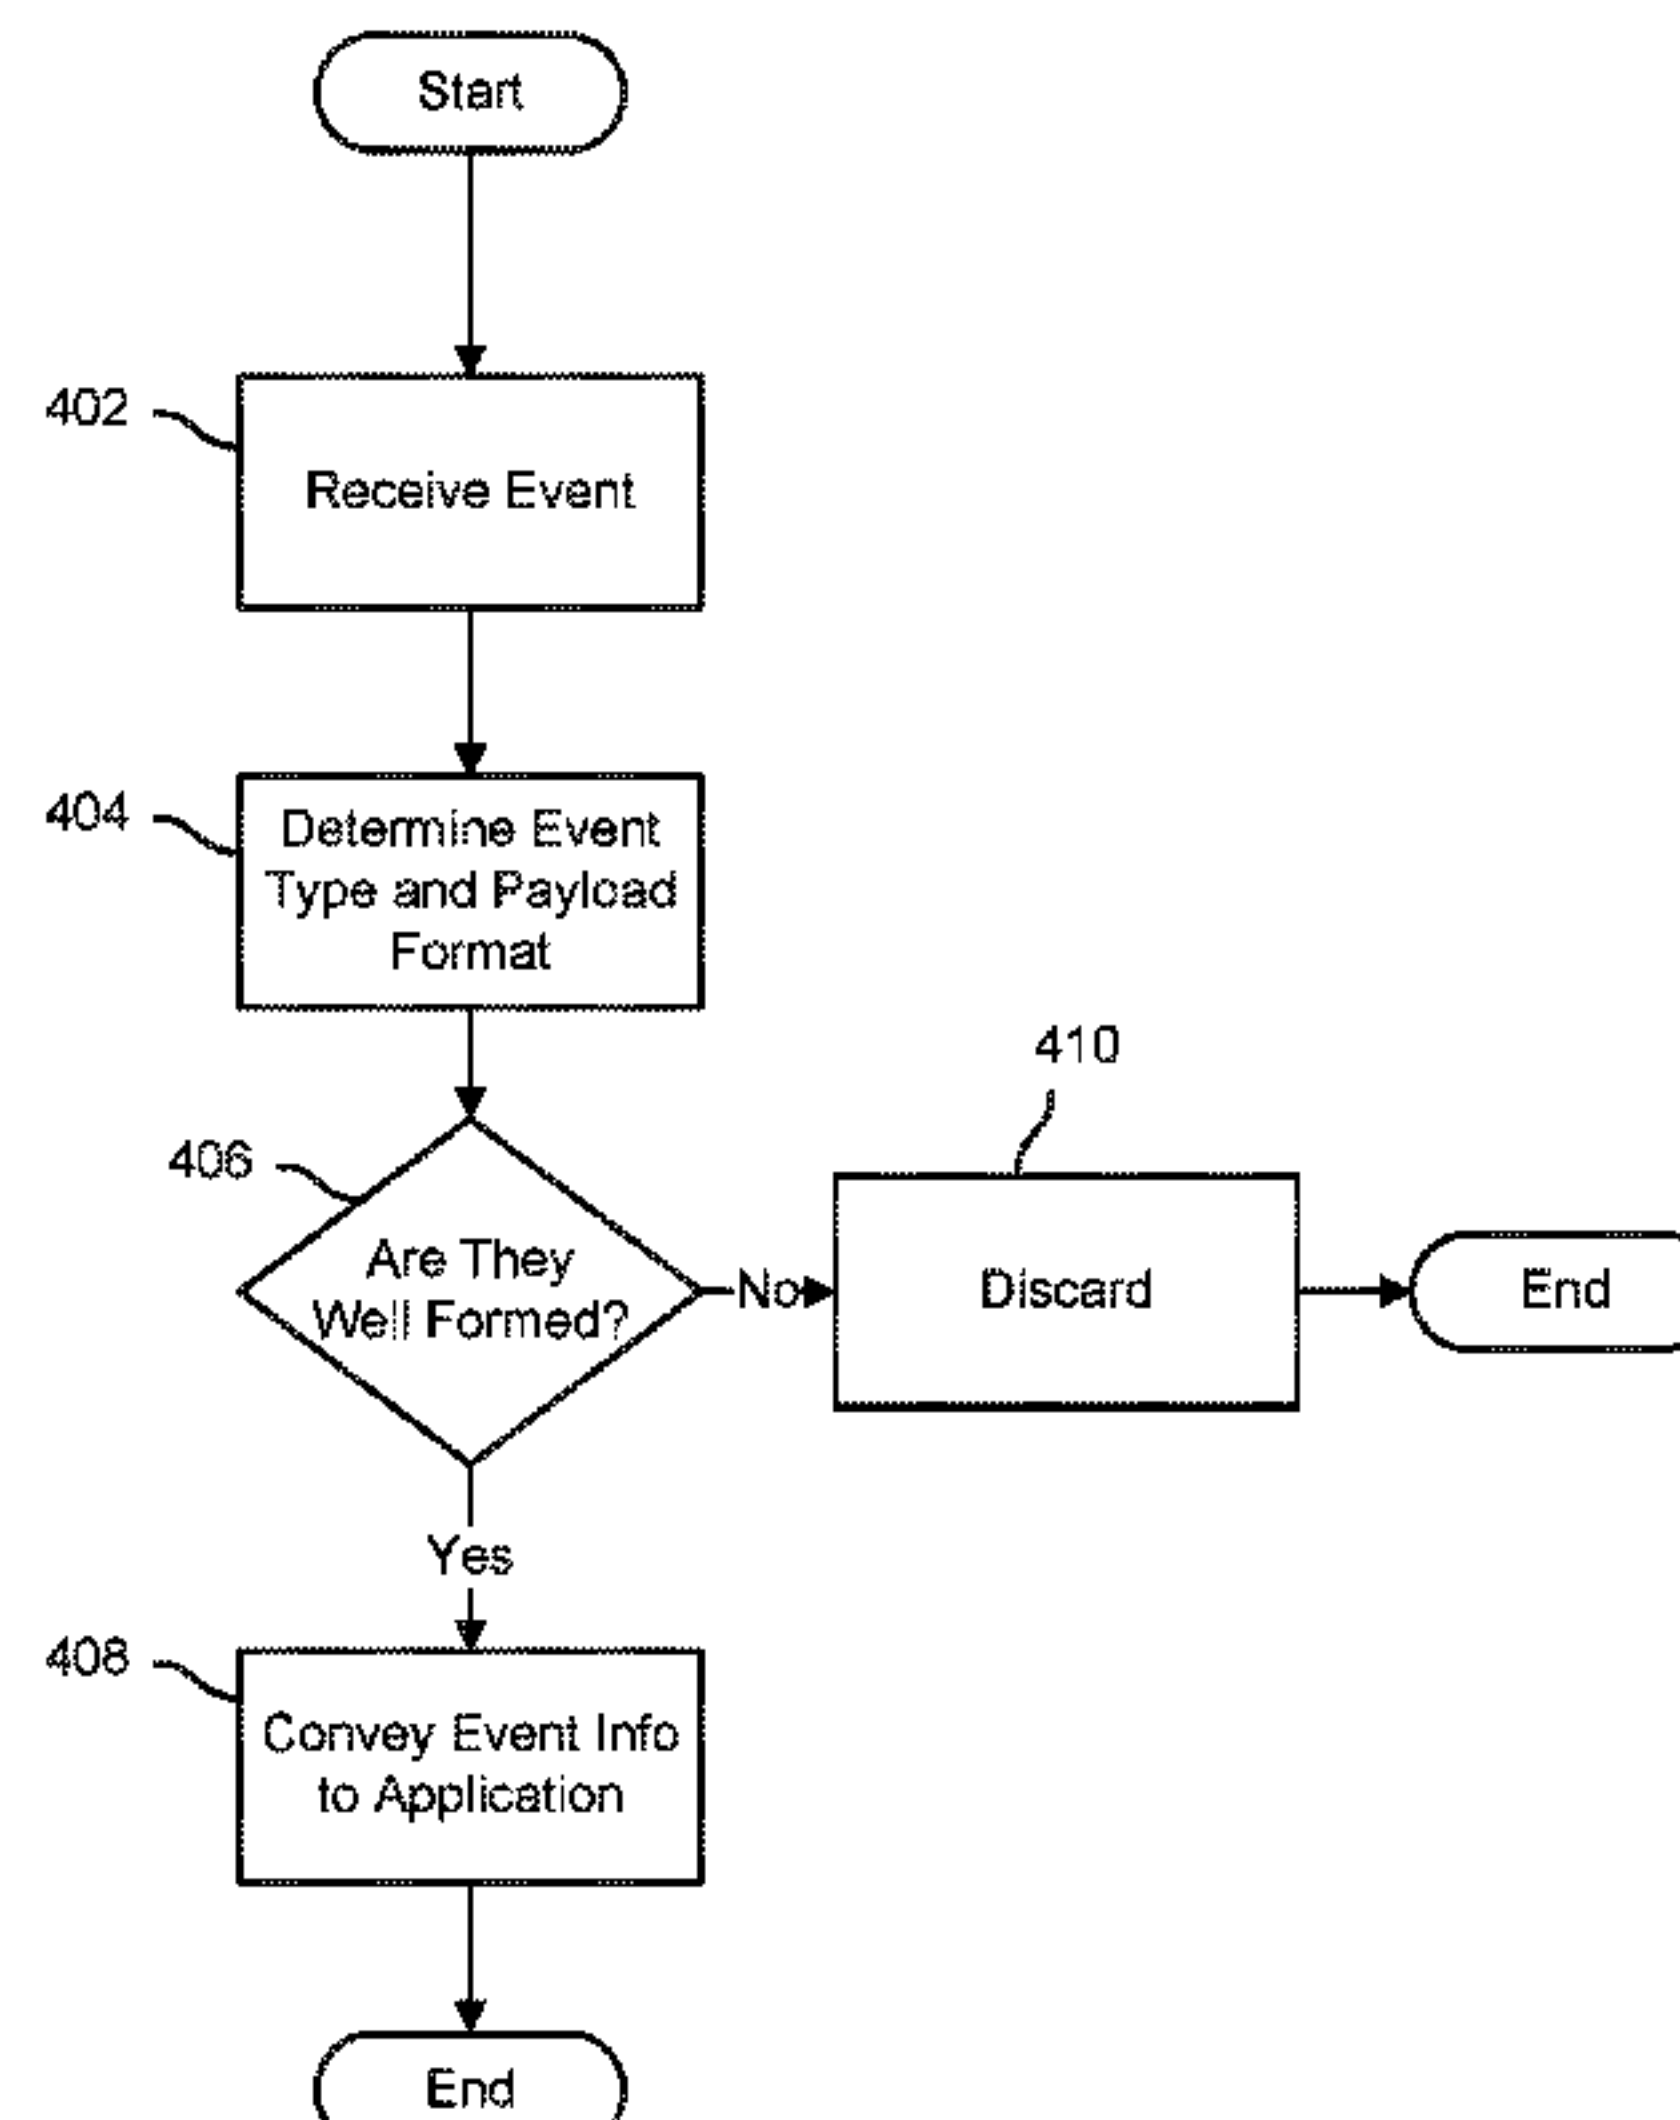 Start
402
Receive Event
404
Determine Event
Type and Payload
Format
410
406
Are They
Well Formed?
No
Discard
End
Yes
408
Convey Event Info
to Application
End